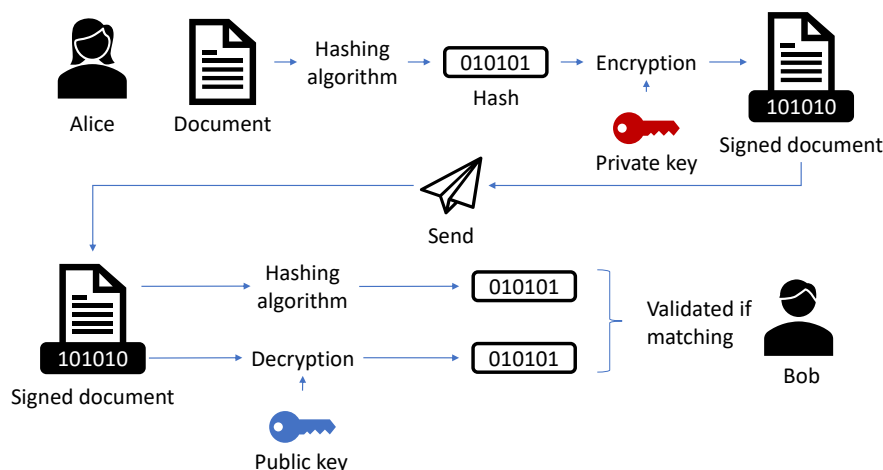 Alice
Document
Hashing
algorithm
010101
Hash
Encryption
Private key
101010
Signed document
Send
101010
Signed document
Hashing
algorithm
010101
Decryption
010101
Public key
Validated if
matching
Bob